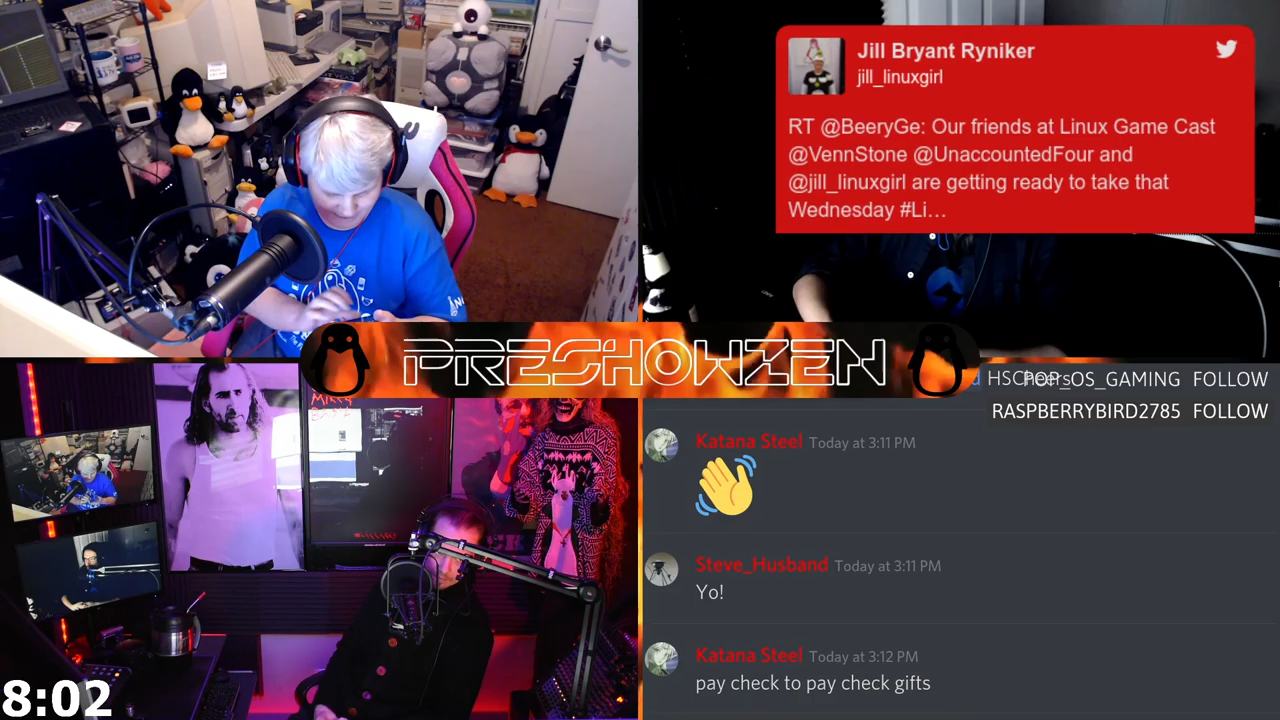 Jill Bryant Ryniker
jill_linuxgirl
RT @BeeryGe: Our friends at Linux Game Cast
@VennStone @UnaccountedFour and
@jill_linuxgirl are getting ready to take that
Wednesday #Li...
PRESHOWZEN
POP_OS_GAMING FOLLOW
RASPBERRYBIRD2785 FOLLOW
Katana Steel Today at 3:11 PM
Steve_Husband Today at 3:11 PM
Yo!
Katana Steel Today at 3:12 PM
pay check to pay check gifts
8:02